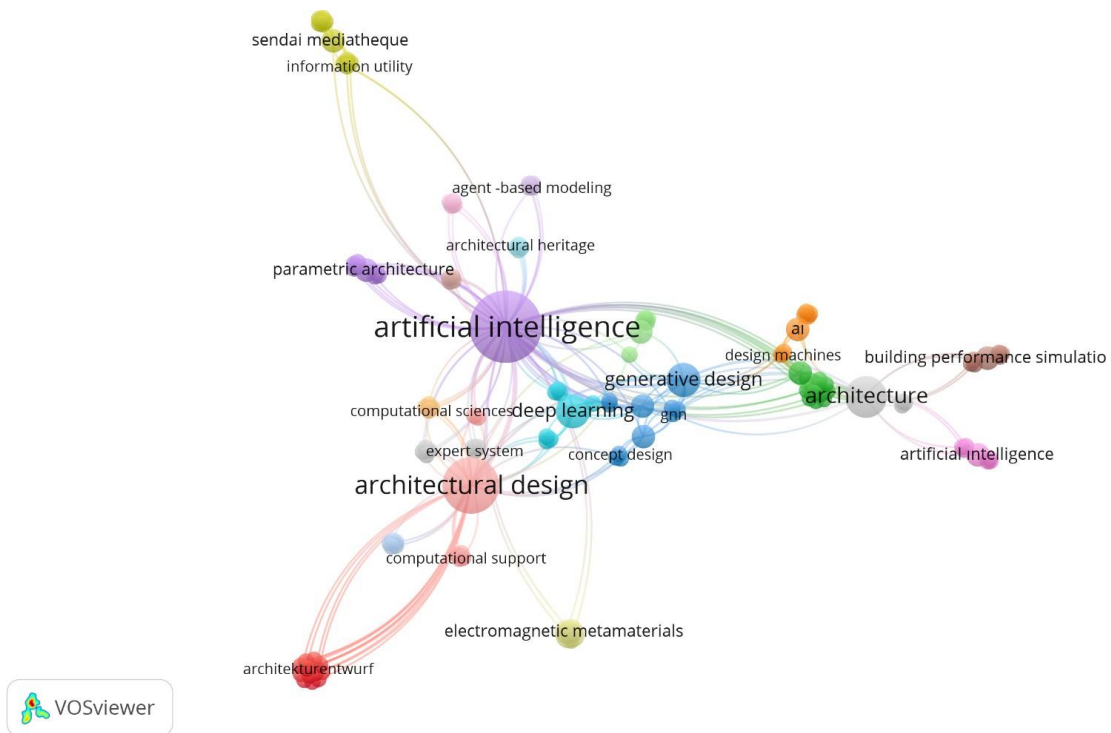 sendai mediatheque
information utility
agent -based modeling
architectural heritage
parametric architecture
artificial intelligence
ai
design machines
building performance simulatio
generative design
architecture
computational sciences
deep learning
gnn
expert system
concept design
artificial intelligence
architectural design
computational support
electromagnetic metamaterials
architekturentwurf
VOSviewer